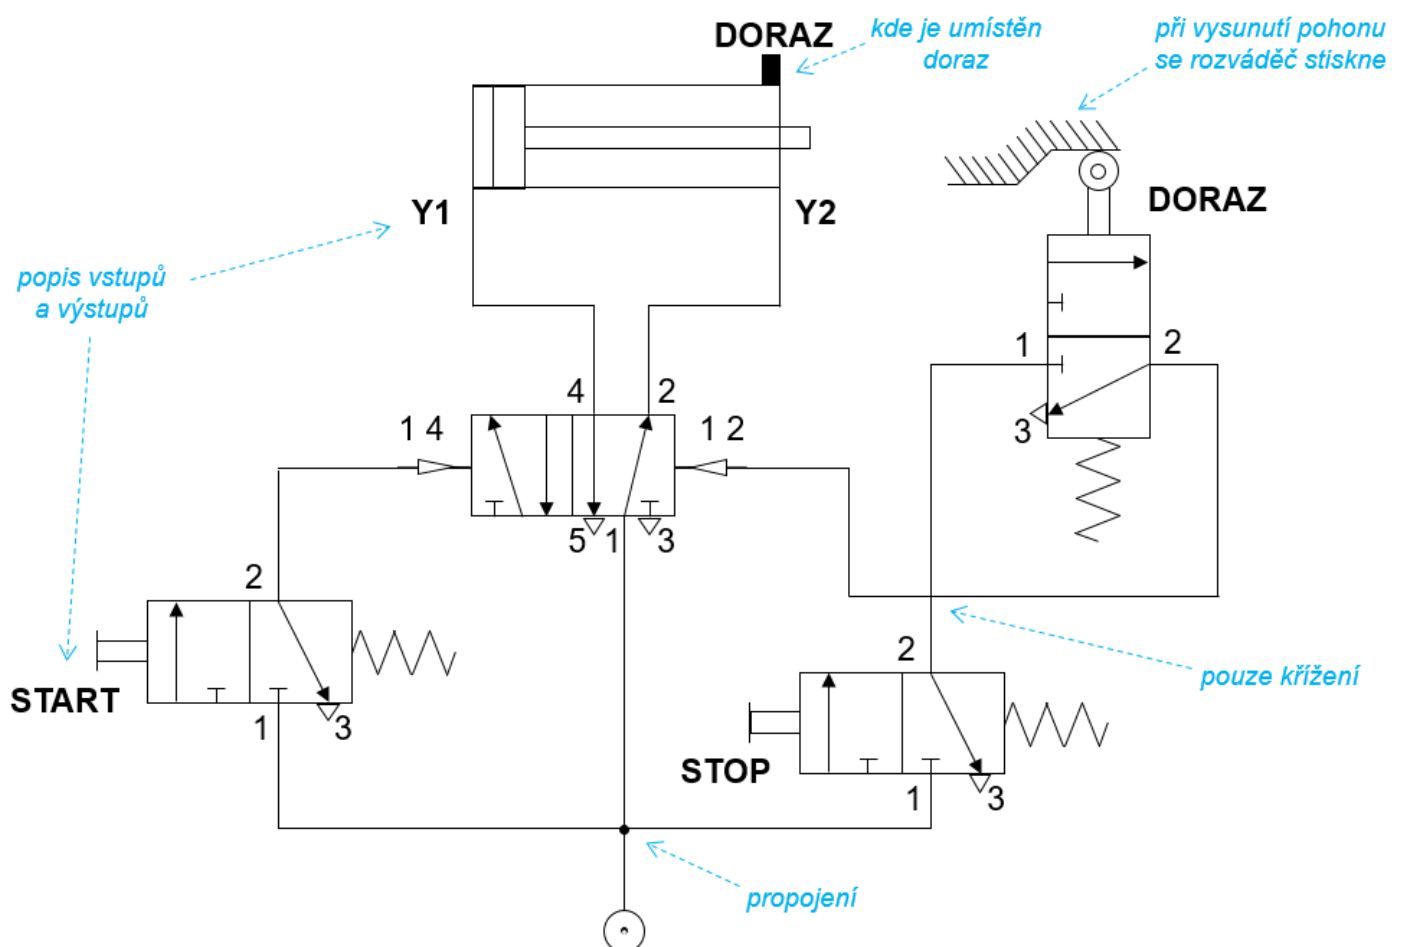 DORAZ
kde je umístěn
doraz
při vysunutí pohonu
se rozváděč stiskne
Y1
Y2
DORAZ
popis vstupů
a výstupů
1
2
3
4
2
1 4
1 2
5
1
3
2
START
1
3
2
pouze křížení
STOP
1
3
propojení